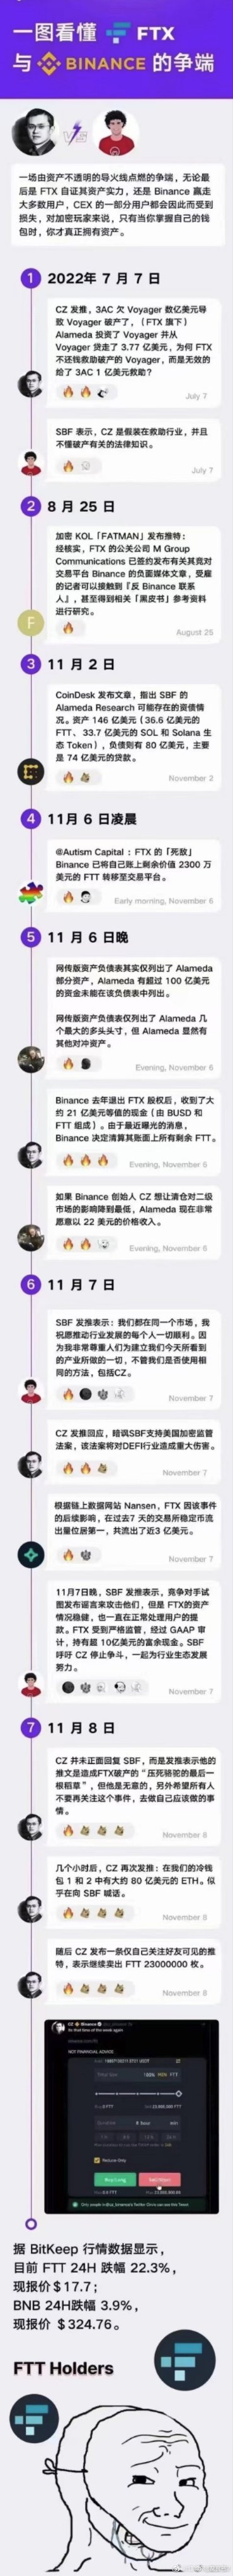 一图看懂 FTX
与 BINANCE 的争端
VS
一场由资产不透明的导火线点燃的争端，无论最
后是 FTX 自证其资产实力，还是 Binance 赢走
大多数用户，CEX 的一部分用户都会因此而受到
损失，对加密玩家来说，只有当你掌握自己的钱
包时，你才真正拥有资产。
1 2022年 7 月 7 日
CZ 发推，3AC 欠 Voyager 数亿美元导
致 Voyager 破产了，（FTX 旗下）
Alameda 投资了 Voyager 并从
Voyager 贷走了 3.77 亿美元，为何 FTX
不还钱救助破产的 Voyager，而是无效的
给了 3AC 1 亿美元救助？
July 7
SBF 表示，CZ 是假装在救助行业，并且
不懂破产有关的法律知识。
July 7
2 8 月 25 日
加密 KOL「FATMAN」发布推特：
经核实，FTX 的公关公司 M Group
Communications 已签约发布有关其竞对
交易平台 Binance 的负面媒体文章，受雇
的记者可以接触到『反 Binance 联系
人』，甚至得到相关「黑皮书」参考资料
进行研究。
F
August 25
3 11 月 2 日
CoinDesk 发布文章，指出 SBF 的
Alameda Research 可能存在的资债情
况。资产 146 亿美元（36.6 亿美元的
FTT、33.7 亿美元的 SOL 和 Solana 生
态 Token），负债则有 80 亿美元，主要
是 74 亿美元的贷款。
November 2
4 11月 6 日凌晨
@Autism Capital ：FTX 的「死敌」
Binance 已将自己账上剩余价值 2300 万
美元的 FTT 转移至交易平台。
Early morning, November 6
5 11 月 6 日晚
网传版资产负债表其实仅列出了 Alameda
部分资产，Alameda 有超过 100 亿美元
的资金未能在该负债表中列出。
网传版资产负债表仅列出了 Alameda 几
个最大的多头头寸，但 Alameda 显然有
其他对冲资产。
Evening, November 6
Binance 去年退出 FTX 股权后，收到了大
约 21 亿美元等值的现金（由 BUSD 和
FTT 组成）。由于最近曝光的消息，
Binance 决定清算其账面上所有剩余 FTT。
Evening, November 6
如果 Binance 创始人 CZ 想让清仓对二级
市场的影响降到最低，Alameda 现在非常
愿意以 22 美元的价格收入。
Evening, November 6
6 11 月 7 日
SBF 发推表示：我们都在同一个市场，我
祝愿推动行业发展的每个人一切顺利。因
为我非常尊重人们为建立我们今天所看到
的产业所做的一切，不管我们是否使用相
同的方法，包括CZ。
November 7
CZ 发推回应，暗讽SBF支持美国加密监管
法案，该法案将对DEFI行业造成重大伤害。
November 7
根据链上数据网站 Nansen，FTX 因该事件
的后续影响，在过去7 天的交易所稳定币流
出量位居第一，共流出了近3 亿美元。
November 7
11月7日晚，SBF 发推表示，竞争对手试
图发布谣言来攻击他们，但是 FTX的资产
情况稳健，也一直在正常处理用户的提
款。FTX 受到严格监管，经过 GAAP 审
计，持有超 10亿美元的富余现金。SBF
呼吁 CZ 停止争斗，一起为行业生态发展
努力。
November 7
7 11 月 8 日
CZ 并未正面回复 SBF，而是发推表示他的
推文是造成FTX破产的“压死骆驼的最后一
根稻草”，但他是无意的，另外希望所有人
不要再关注这个事件，去做自己应该做的事
情。
November 8
几个小时后，CZ 再次发推：在我们的冷钱
包 1 和 2 中有大约 80 亿美元的 ETH。似
乎在向 SBF 喊话。
November 8
随后 CZ 发布一条仅自己关注好友可见的推
特，表示继续卖出 FTT 23000000 枚。
November 8
CZ Binance
NOT FINANCIAL ADVICE
100%
FTT
Duration
Reduce Only
Buy/Long
据 BitKeep 行情数据显示，
目前 FTT 24H 跌幅 22.3%，
现报价＄17.7；
BNB 24H跌幅 3.9%，
现报价 ＄324.76。
FTT Holders